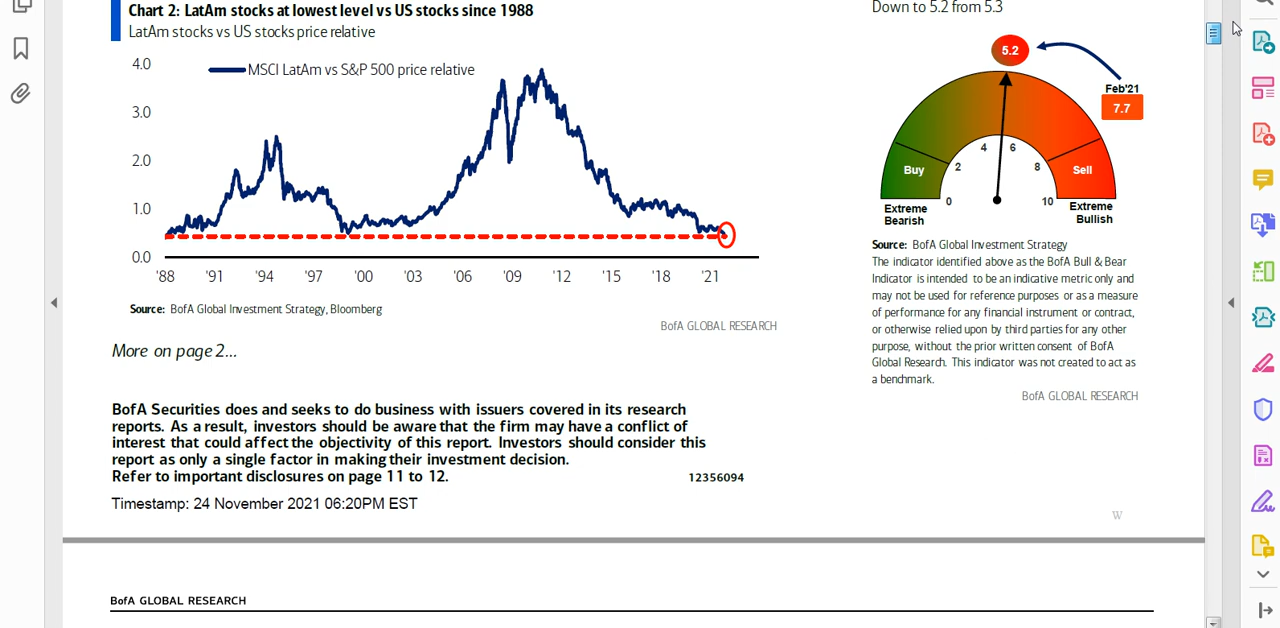 Chart 2: LatAm stocks at lowest level vs US stocks since 1988
LatAm stocks vs US stocks price relative
4.0
MSCI LatAm vs S&P 500 price relative
3.0
2.0
1.0
0.0
'88 '91 '94 '97 '00 '03 '06 '09 '12 '15 '18 '21
Source: BofA Global Investment Strategy, Bloomberg
BofA GLOBAL RESEARCH
More on page 2...
BofA Securities does and seeks to do business with issuers covered in its research
reports. As a result, investors should be aware that the firm may have a conflict of
interest that could affect the objectivity of this report. Investors should consider this
report as only a single factor in making their investment decision.
Refer to important disclosures on page 11 to 12.
12356094
Timestamp: 24 November 2021 06:20PM EST
Down to 5.2 from 5.3
5.2
Feb'21
7.7
4 6
Buy 2 8 Sell
0 10
Extreme
Bearish
Extreme
Bullish
Source: BofA Global Investment Strategy
The indicator identified above as the BofA Bull & Bear
Indicator is intended to be an indicative metric only and
may not be used for reference purposes or as a measure
of performance for any financial instrument or contract,
or otherwise relied upon by third parties for any other
purpose, without the prior written consent of BofA
Global Research. This indicator was not created to act as
a benchmark.
BofA GLOBAL RESEARCH
W
BofA GLOBAL RESEARCH